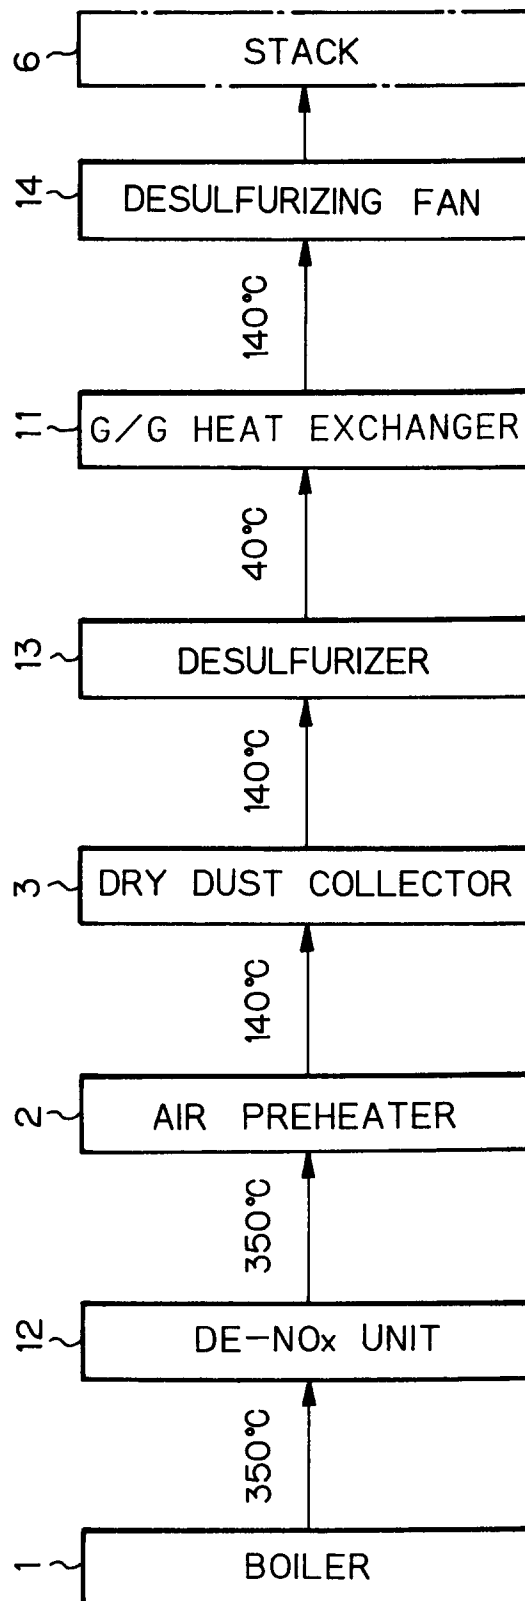 6
STACK
14
DESULFURIZING FAN
140°C
11
G/G HEAT EXCHANGER
40°C
13
DESULFURIZER
140°C
3
DRY DUST COLLECTOR
140°C
2
AIR PREHEATER
350°C
12
DE-NOx UNIT
350°C
1
BOILER